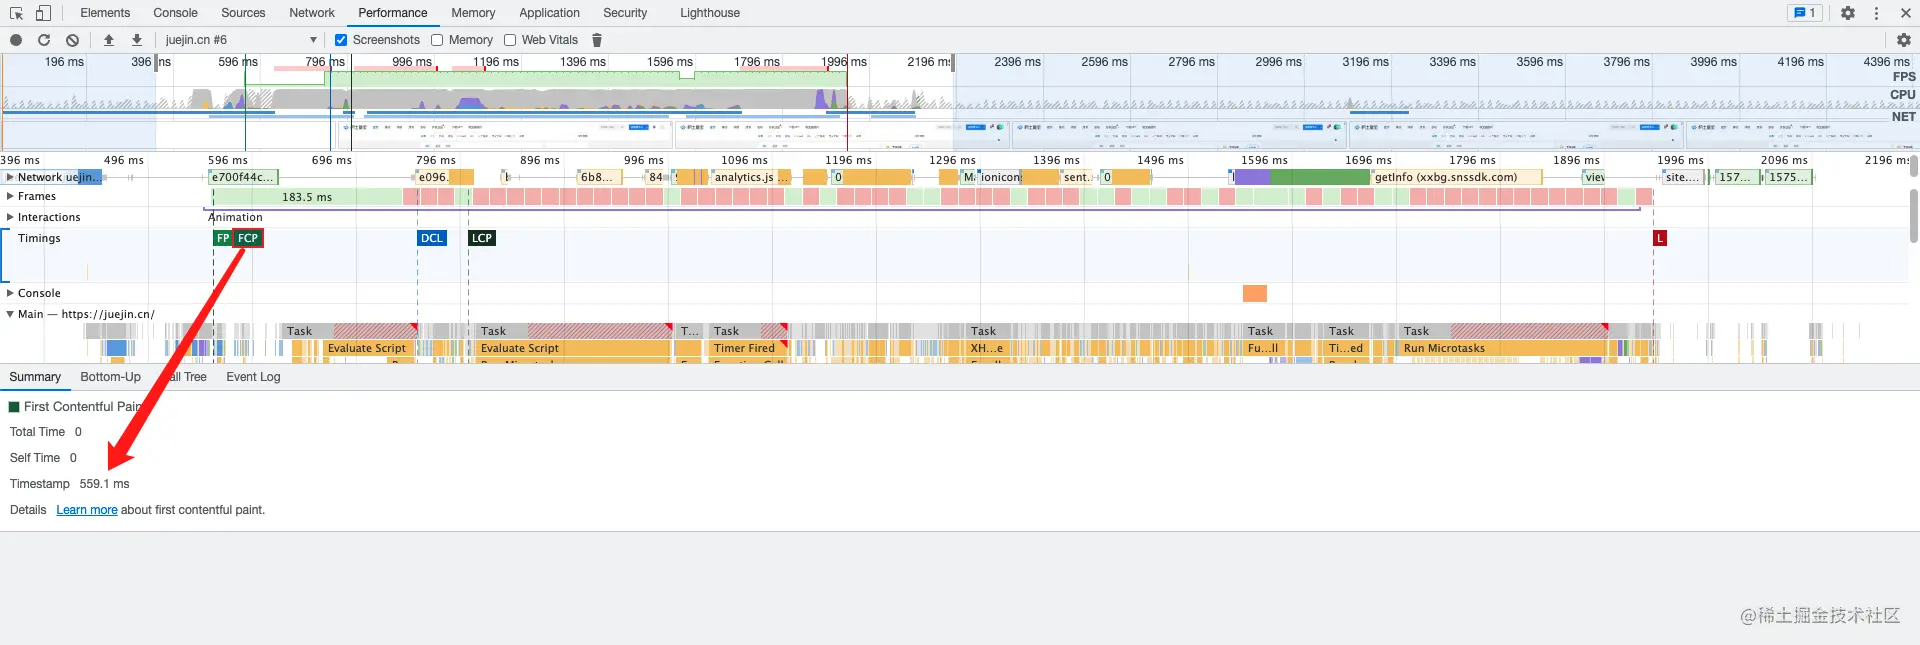 Elements Console Sources Network Performance Memory Application Security Lighthouse 1
juejin.cn #6 Screenshots Memory Web Vitals
196 ms 396 ns 596 ms 796 ms 996 ms 1196 ms 1396 ms 1596 ms 1796 ms 1996 ms 2196 ms 2396 ms 2596 ms 2796 ms 2996 ms 3196 ms 3396 ms 3596 ms 3796 ms 3996 ms 4196 ms 4396 ms
FPS
CPU
NET
396 ms 496 ms 596 ms 696 ms 796 ms 896 ms 996 ms 1096 ms 1196 ms 1296 ms 1396 ms 1496 ms 1596 ms 1696 ms 1796 ms 1896 ms 1996 ms 2096 ms 2196 ms
Network uejin... e700f44c... e096. 6b8... 84 analytics.js ... 0 ionicon sent. 0 getInfo (xxbg.snssdk.com) view site.... 157... 1575...
Frames 183.5 ms
Interactions Animation
Timings FP FCP DCL LCP L
Console
Main — https://juejin.cn/
Task Task T... Task Task Task Task Task
Evaluate Script Evaluate Script Timer Fired XH...e Fu...ll Ti...ed Run Microtasks
Summary Bottom-Up all Tree Event Log
First Contentful Pain
Total Time 0
Self Time 0
Timestamp 559.1 ms
Details Learn more about first contentful paint.
@稀土掘金技术社区